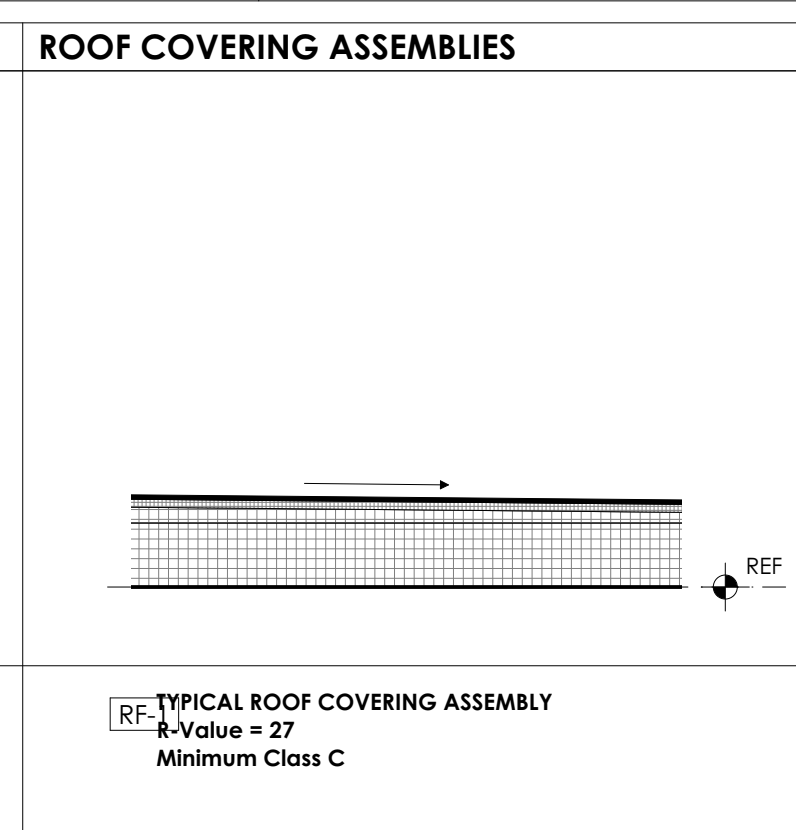 ROOF COVERING ASSEMBLIES
REF
RF-1
TYPICAL ROOF COVERING ASSEMBLY
R-Value = 27
Minimum Class C